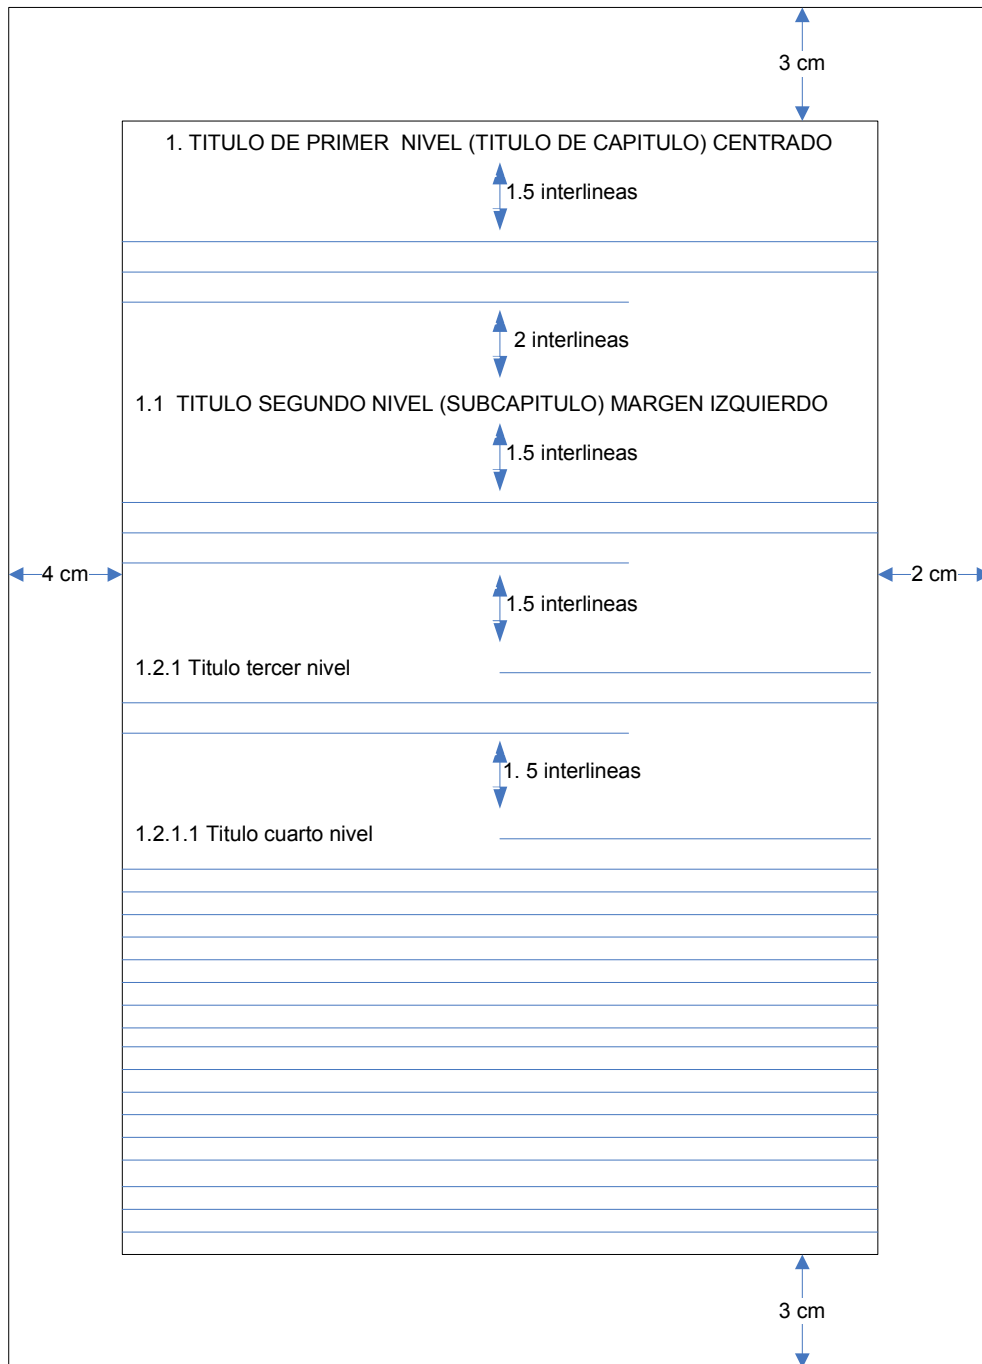 3 cm
1. TITULO DE PRIMER  NIVEL (TITULO DE CAPITULO) CENTRADO
1.5 interlineas
2 interlineas
1.1  TITULO SEGUNDO NIVEL (SUBCAPITULO) MARGEN IZQUIERDO
1.5 interlineas
4 cm
2 cm
1.5 interlineas
1.2.1 Titulo tercer nivel
1. 5 interlineas
1.2.1.1 Titulo cuarto nivel
3 cm